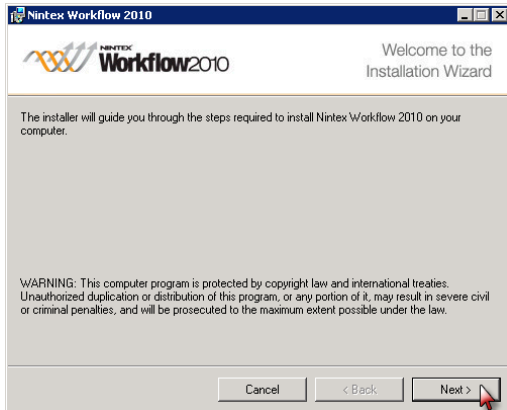 Nintex Workflow 2010
NINTEX
Workflow2010
Welcome to the
Installation Wizard
The installer will guide you through the steps required to install Nintex Workflow 2010 on your
computer.
WARNING: This computer program is protected by copyright law and international treaties.
Unauthorized duplication or distribution of this program, or any portion of it, may result in severe civil
or criminal penalties, and will be prosecuted to the maximum extent possible under the law.
Cancel
< Back
Next >